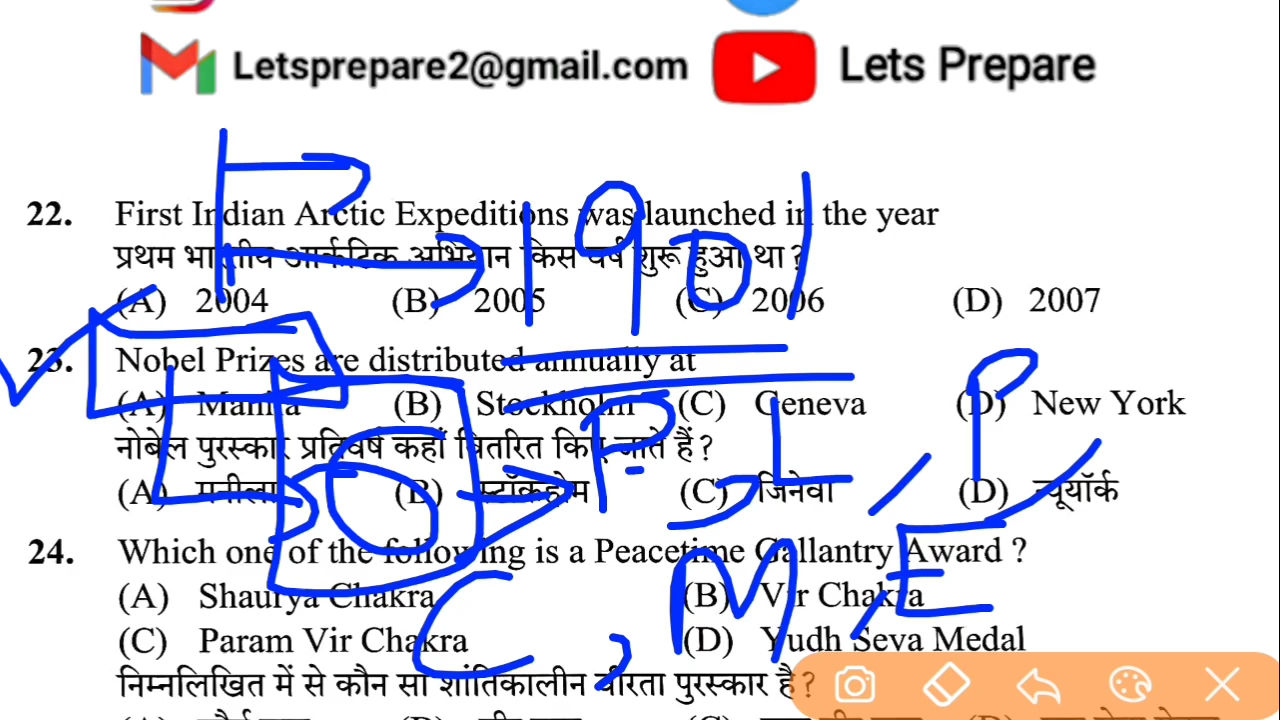 Letsprepare2@gmail.com Lets Prepare
22. First Indian Arctic Expeditions was launched in the year
प्रथम भारतीय आर्कटिक अभियान किस वर्ष शुरू हुआ था ?
(A) 2004 (B) 2005 (C) 2006 (D) 2007
1901
23. Nobel Prizes are distributed annually at
(A) Manila (B) Stockholm (C) Geneva (D) New York
नोबेल पुरस्कार प्रतिवर्ष कहाँ वितरित किए जाते हैं ?
(A) मनीला (B) स्टॉकहोम (C) जिनेवा (D) न्यूयॉर्क
6 → P, L, P,
24. Which one of the following is a Peacetime Gallantry Award ?
(A) Shaurya Chakra (B) Vir Chakra
C, M, E
(C) Param Vir Chakra (D) Yudh Seva Medal
निम्नलिखित में से कौन सा शांतिकालीन वीरता पुरस्कार है ?